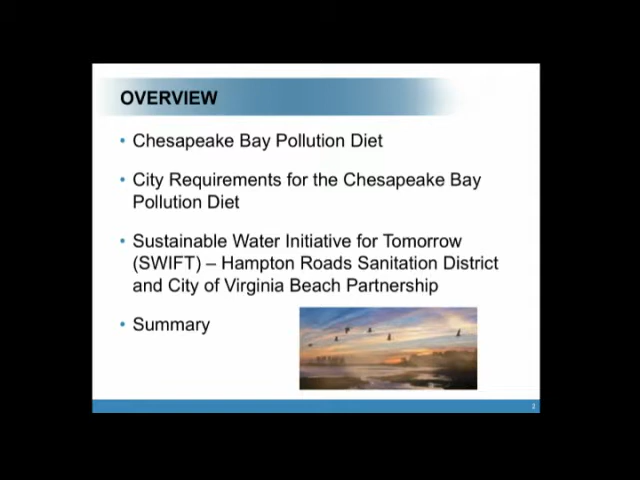 OVERVIEW
• Chesapeake Bay Pollution Diet
• City Requirements for the Chesapeake Bay
Pollution Diet
• Sustainable Water Initiative for Tomorrow
(SWIFT) – Hampton Roads Sanitation District
and City of Virginia Beach Partnership
• Summary
2